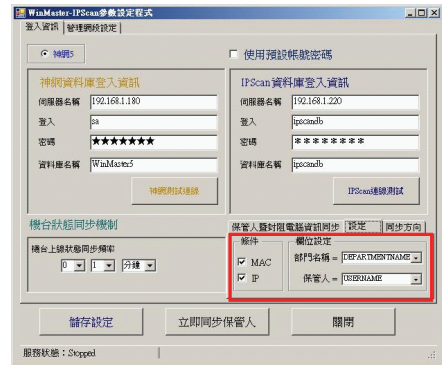 WinMaster-IPScan參數設定程式
登入資訊 管理網段設定
神網5
使用預設帳號密碼
神網資料庫登入資訊
伺服器名稱 192.168.1.180
登入 sa
密碼 ★★★★★★★
資料庫名稱 WinMaster5
神網測試連線
IPScan資料庫登入資訊
伺服器名稱 192.168.1.220
登入 ipscandb
密碼 ********
資料庫名稱 ipscandb
IPScan連線測試
機台狀態同步機制
機台上線狀態同步頻率
0 1 分鐘
保管人暨封阻電腦資訊同步 設定 同步方向
條件
MAC
IP
欄位設定
部門名稱 = DEPARTMENTNAME
保管人 = USERNAME
儲存設定 立即同步保管人 關閉
服務狀態：Stopped